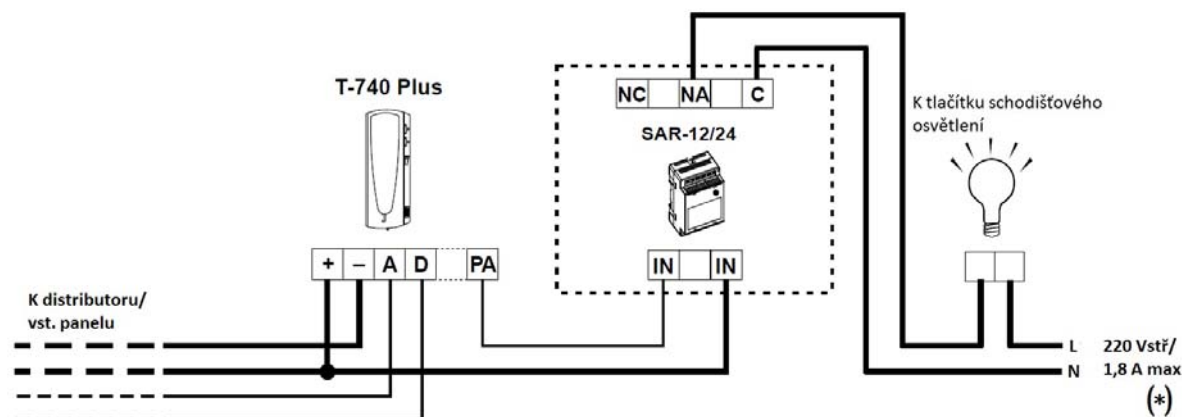 T-740 Plus
+ – A D PA
K distributoru/
vst. panelu
NC NA C
SAR-12/24
IN IN
K tlačítku schodišťového
osvětlení
L 220 Vstř/
N 1,8 A max
(*)